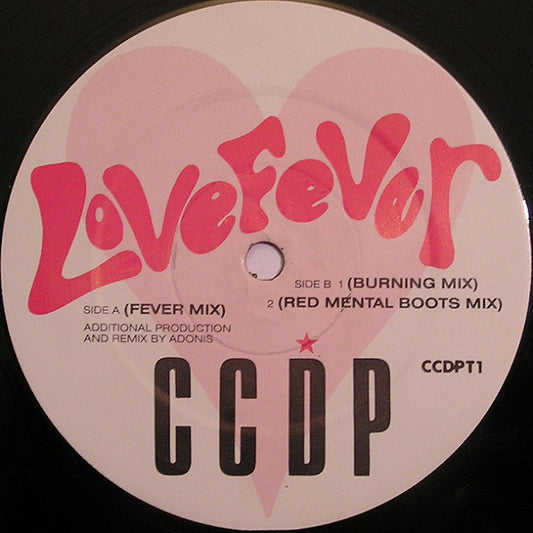 LoveFever
SIDE A (FEVER MIX)
ADDITIONAL PRODUCTION
AND REMIX BY ADONIS
SIDE B 1 (BURNING MIX)
2 (RED MENTAL BOOTS MIX)
CCDP
CCDPT1